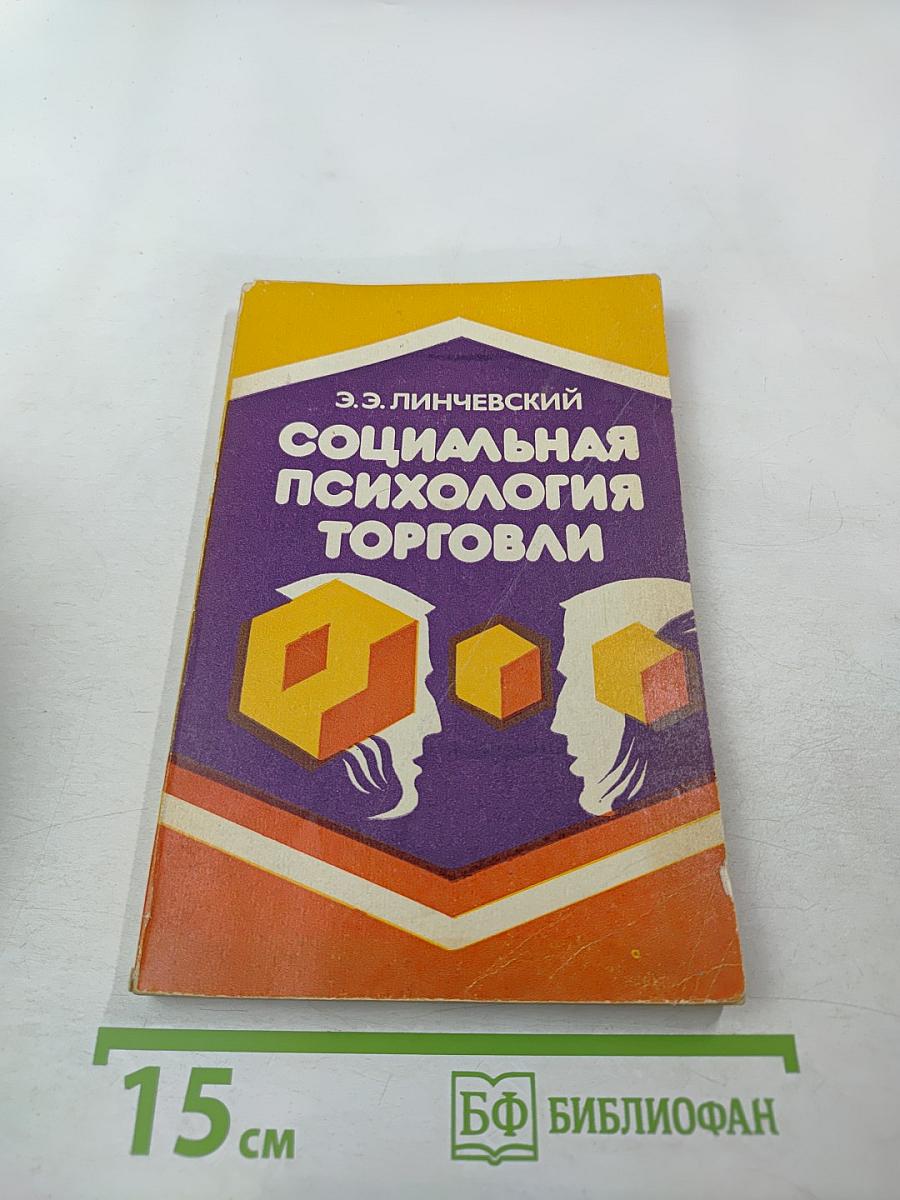 Э. Э. ЛИНЧЕВСКИЙ
СОЦИАЛЬНАЯ
ПСИХОЛОГИЯ
ТОРГОВЛИ
15 см
БФ БИБЛИОФАН